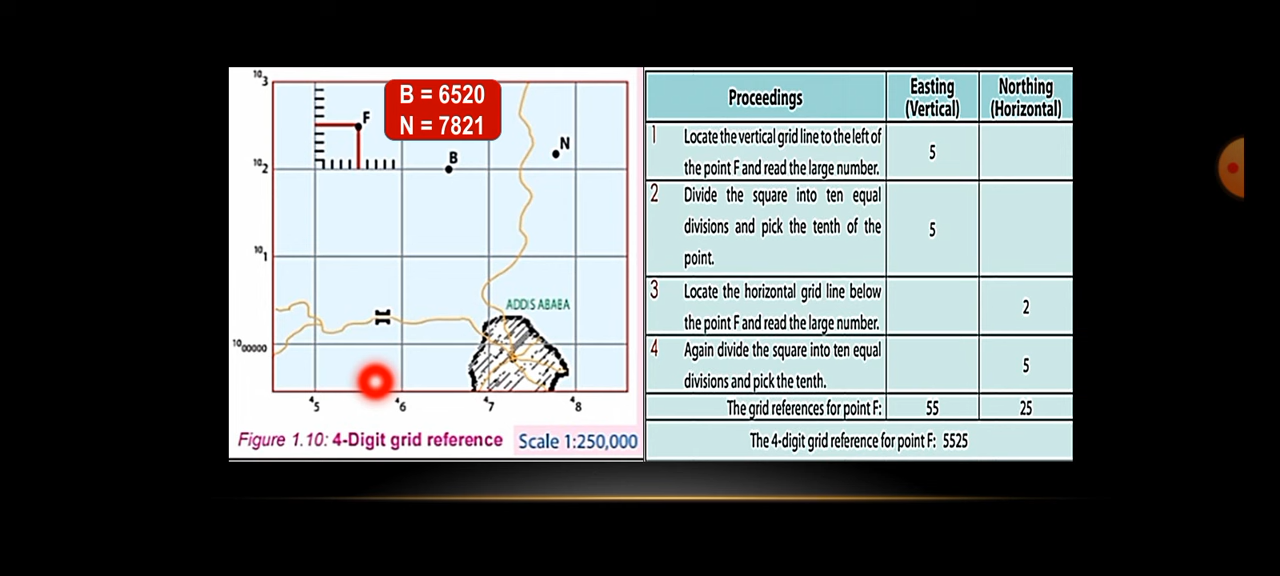 10 3
B = 6520
N = 7821
F
N
B
10 2
10 1
ADDIS ABABA
10 00000
4 5
4 6
4 7
4 8
Figure 1.10: 4-Digit grid reference
Scale 1:250,000
Proceedings
Easting
(Vertical)
Northing
(Horizontal)
1 Locate the vertical grid line to the left of
the point F and read the large number.
5
2 Divide the square into ten equal
divisions and pick the tenth of the
point.
5
3 Locate the horizontal grid line below
the point F and read the large number.
2
4 Again divide the square into ten equal
divisions and pick the tenth.
5
The grid references for point F: 55 25
The 4-digit grid reference for point F: 5525